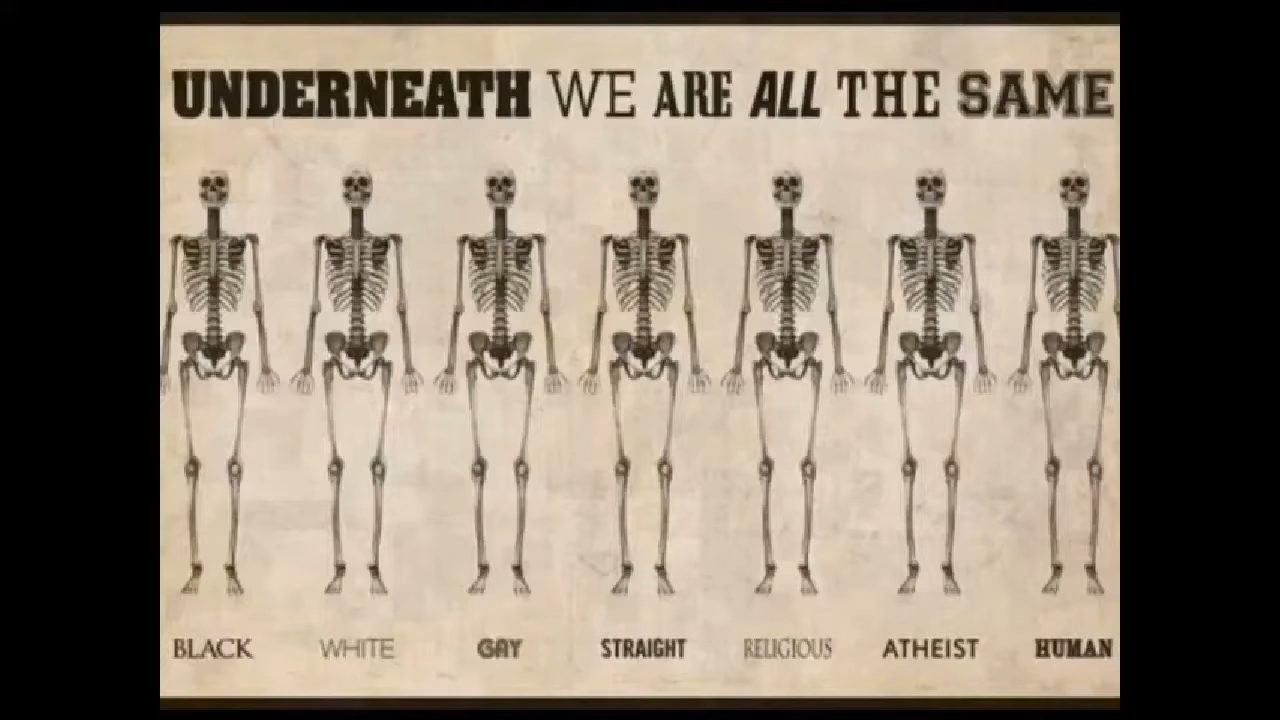 UNDERNEATH WE ARE ALL THE SAME
BLACK WHITE GAY STRAIGHT RELIGIOUS ATHEIST HUMAN